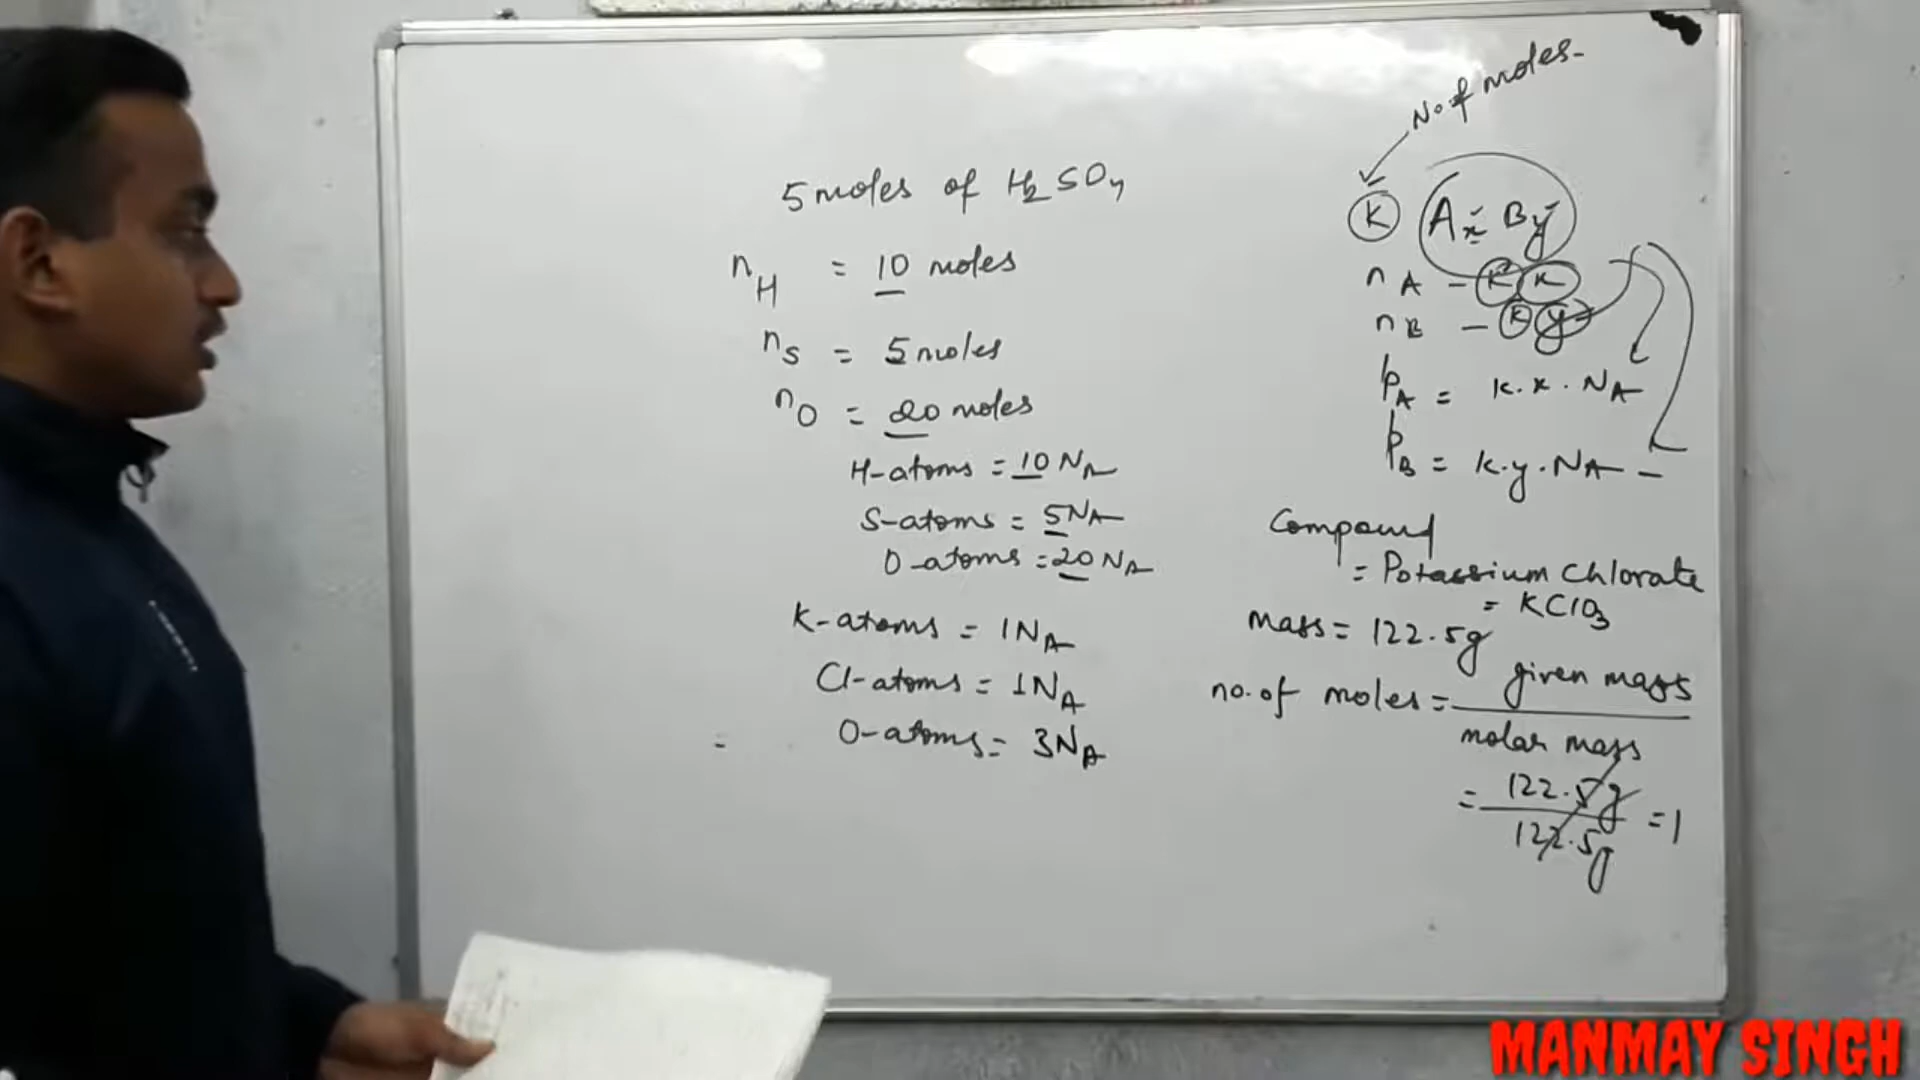 5 moles of H2SO4
nH = 10 moles
nS = 5 moles
nO = 20 moles
H-atoms = 10 NA
S-atoms = 5NA
O-atoms = 20 NA
K-atoms = 1NA
Cl-atoms = 1NA
O-atoms = 3NA
=
No. of moles-
K Ax By
nA - K x
nB - K y
PA = K.x.NA
PB = K.y.NA -
Compound
= Potassium Chlorate
= KClO3
mass = 122.5g
no. of moles = given mass
molar mass
= 122.5g = 1
122.5g
MANMAY SINGH